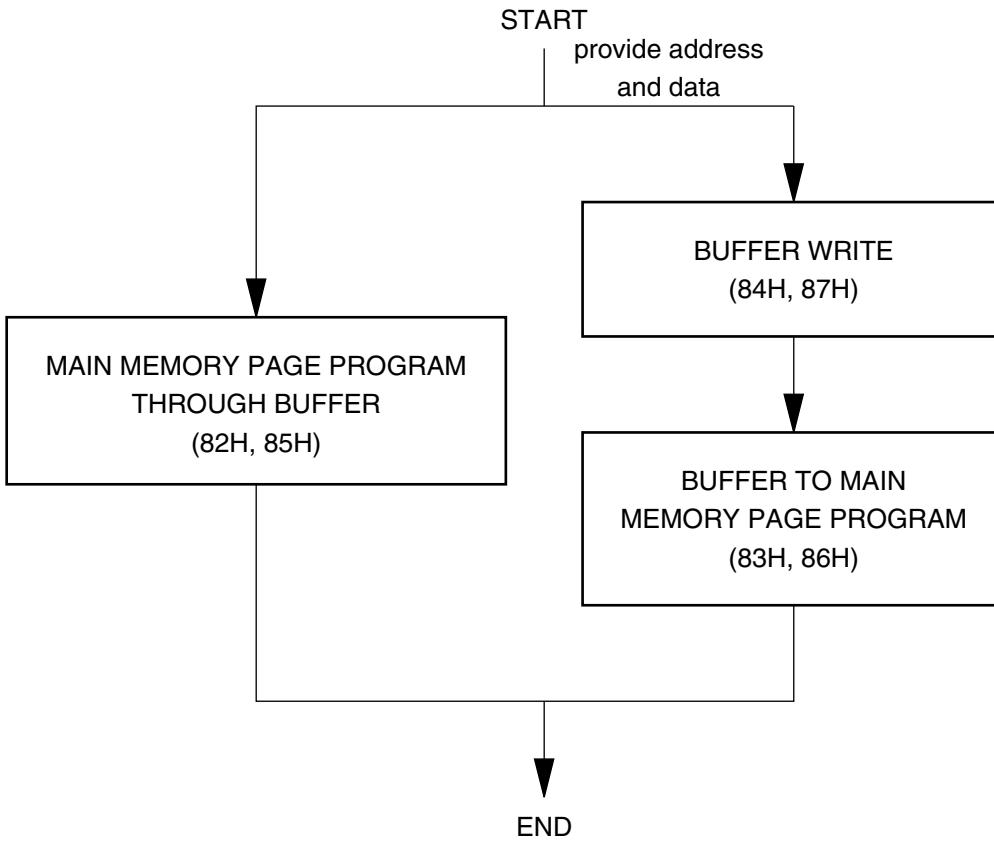 START
provide address
and data
BUFFER WRITE
(84H, 87H)
MAIN MEMORY PAGE PROGRAM
THROUGH BUFFER
(82H, 85H)
BUFFER TO MAIN
MEMORY PAGE PROGRAM
(83H, 86H)
END